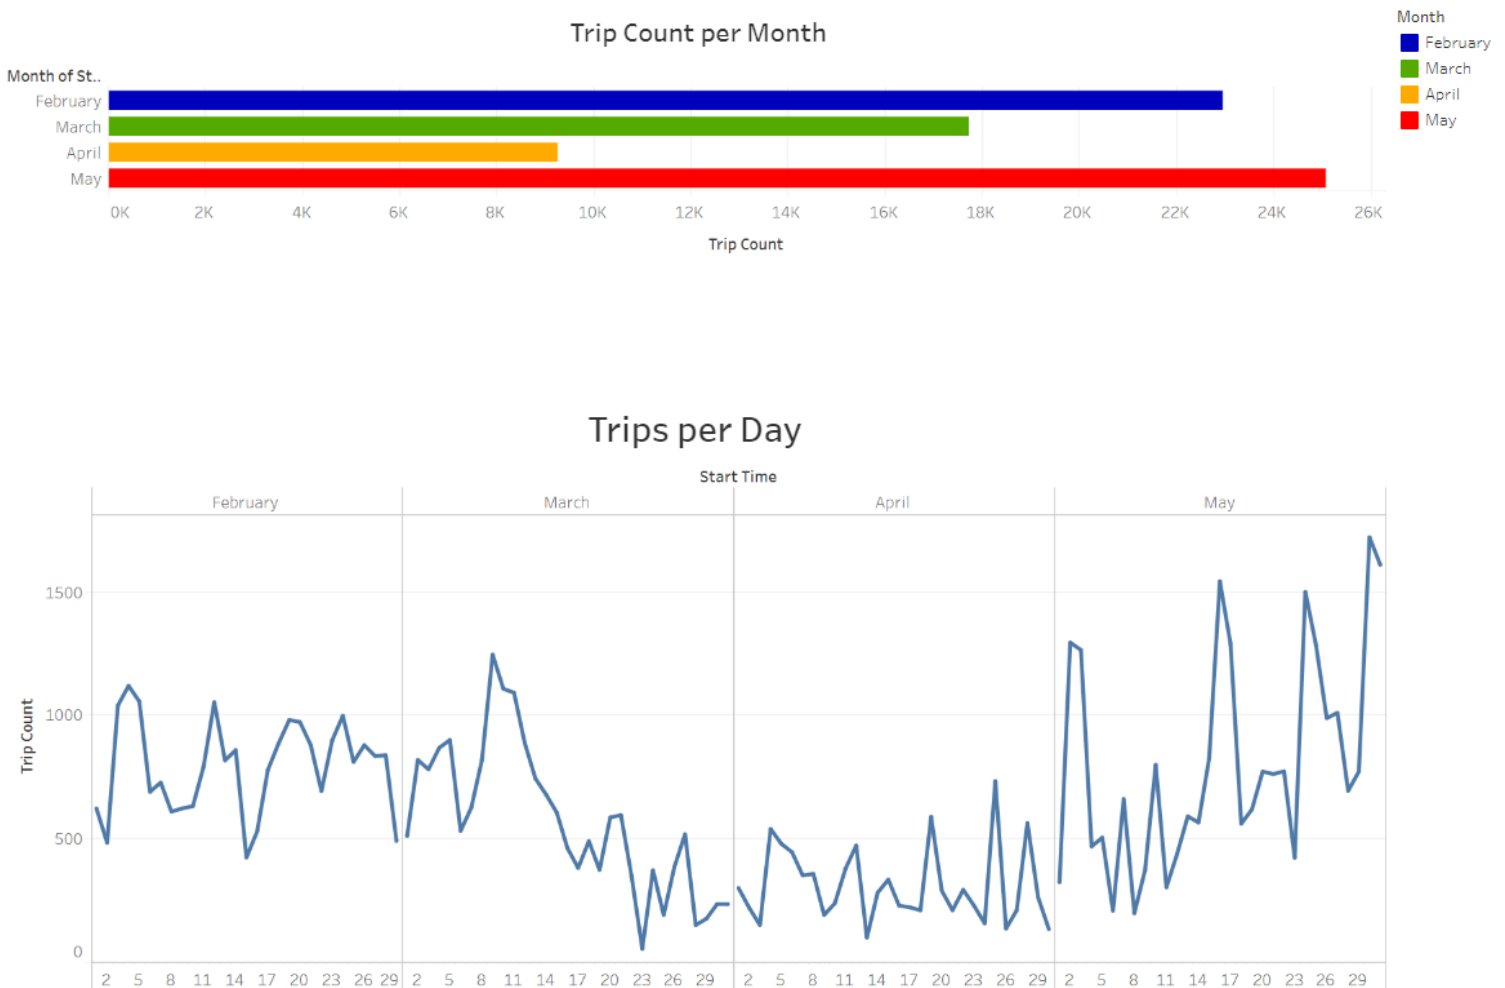 Trip Count per Month
Month
February
March
April
May
Month of St..
February
March
April
May
0K 2K 4K 6K 8K 10K 12K 14K 16K 18K 20K 22K 24K 26K
Trip Count
Trips per Day
Start Time
February March April May
1500
1000
500
0
Trip Count
2 5 8 11 14 17 20 23 26 29 2 5 8 11 14 17 20 23 26 29 2 5 8 11 14 17 20 23 26 29 2 5 8 11 14 17 20 23 26 29